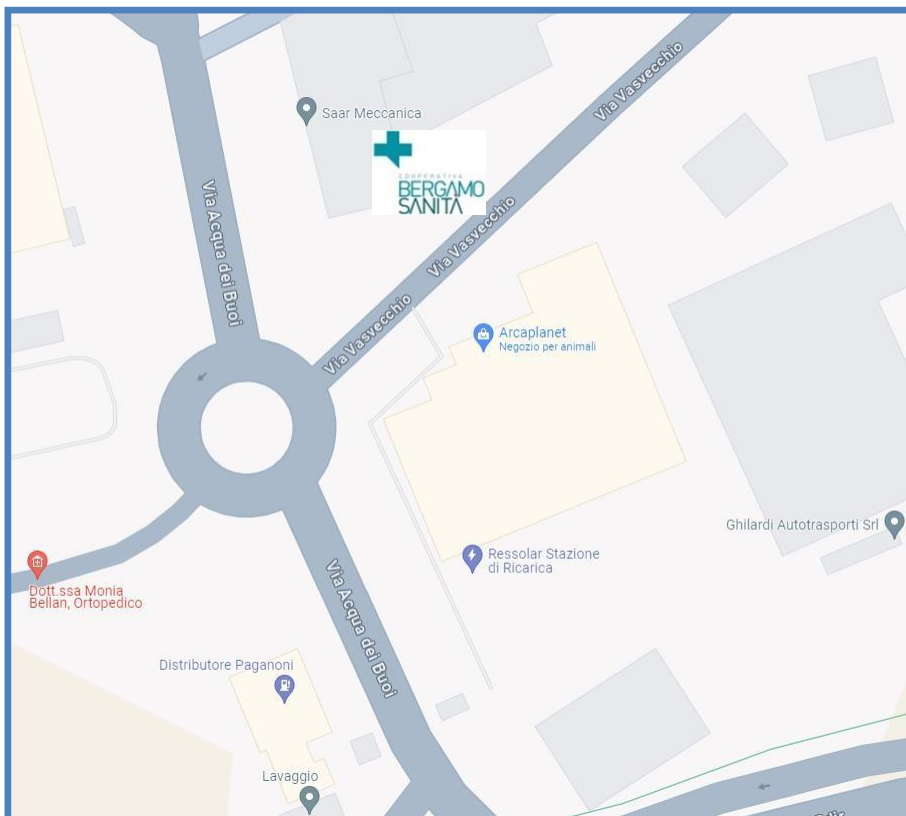 Saar Meccanica
Via Vasvecchio
COOPERATIVA
BERGAMO
SANITÀ
Via Acqua dei Buoi
Via Vasvecchio
Via Vasvecchio
Arcaplanet
Negozio per animali
Ghilardi Autotrasporti Srl
Ressolar Stazione
di Ricarica
Dott.ssa Monia
Bellan, Ortopedico
Via Acqua dei Buoi
Distributore Paganoni
Lavaggio